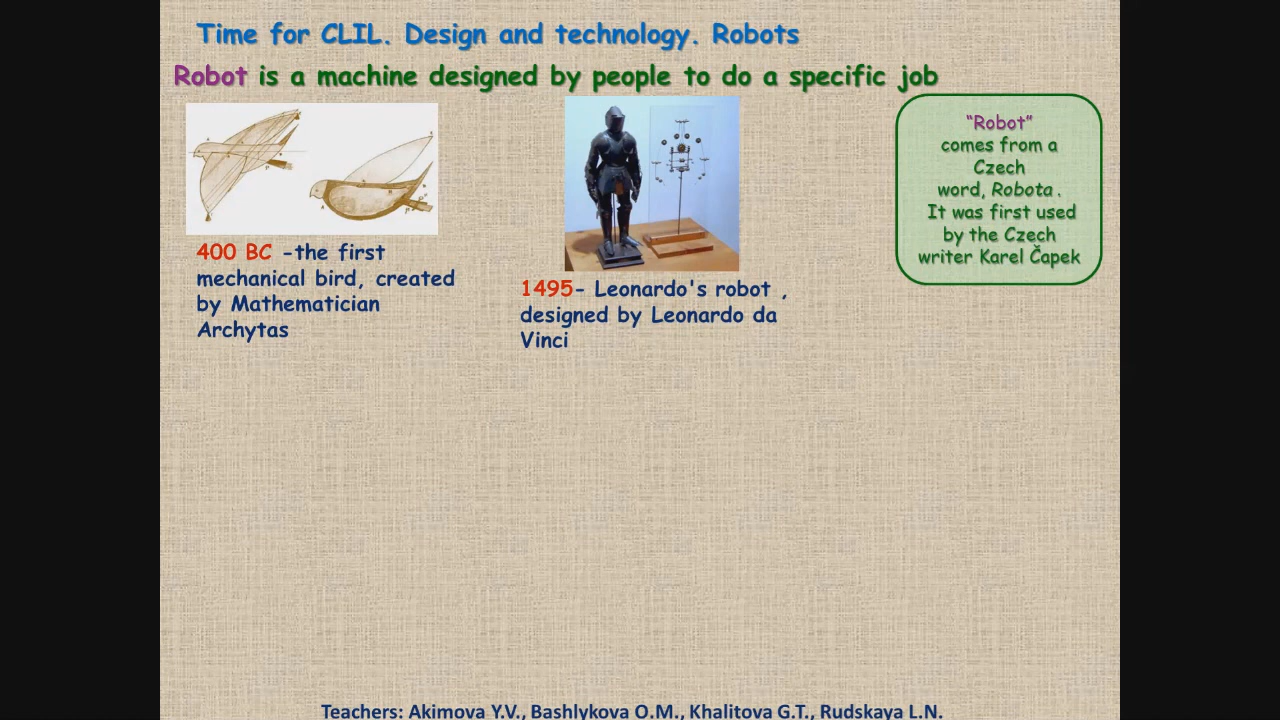 Time for CLIL. Design and technology. Robots
Robot is a machine designed by people to do a specific job
400 BC -the first
mechanical bird, created
by Mathematician
Archytas
1495- Leonardo's robot ,
designed by Leonardo da
Vinci
“Robot”
comes from a
Czech
word, Robota .
It was first used
by the Czech
writer Karel Čapek
Teachers: Akimova Y.V., Bashlykova O.M., Khalitova G.T., Rudskaya L.N.